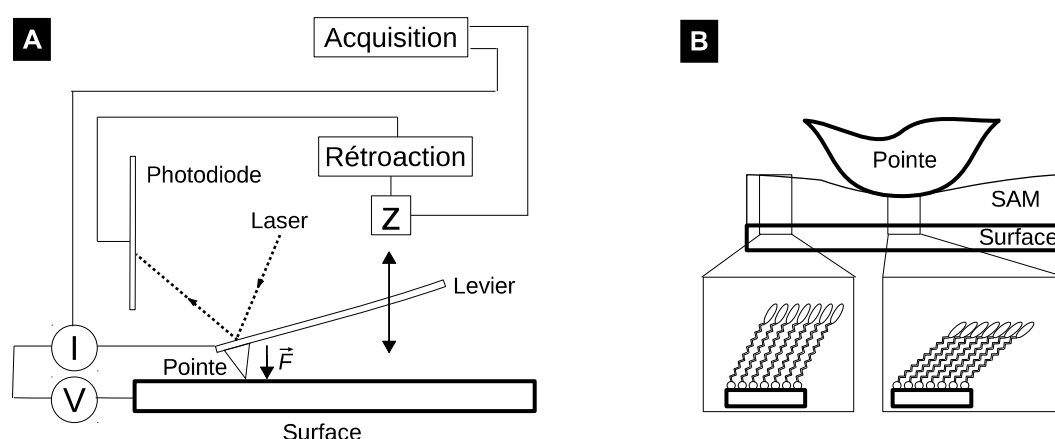 A
Acquisition
Rétroaction
Photodiode
Z
Laser
Levier
I
Pointe
F
V
Surface
B
Pointe
SAM
Surface